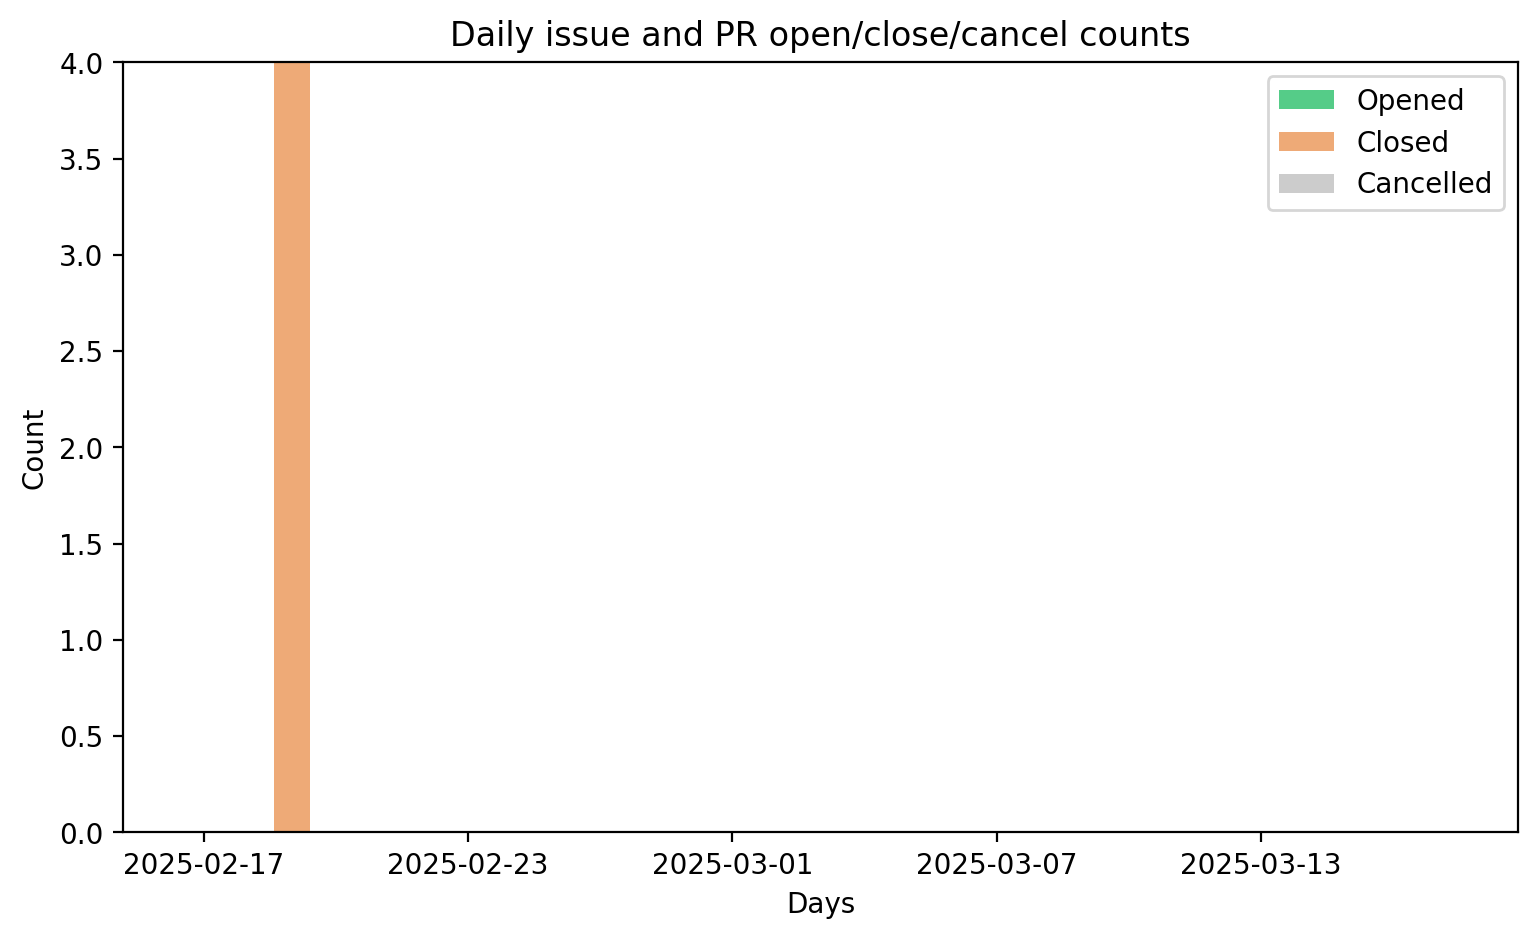 Daily issue and PR open/close/cancel counts
4.0
3.5
3.0
2.5
2.0
1.5
1.0
0.5
0.0
Count
Opened
Closed
Cancelled
2025-02-17 2025-02-23 2025-03-01 2025-03-07 2025-03-13
Days